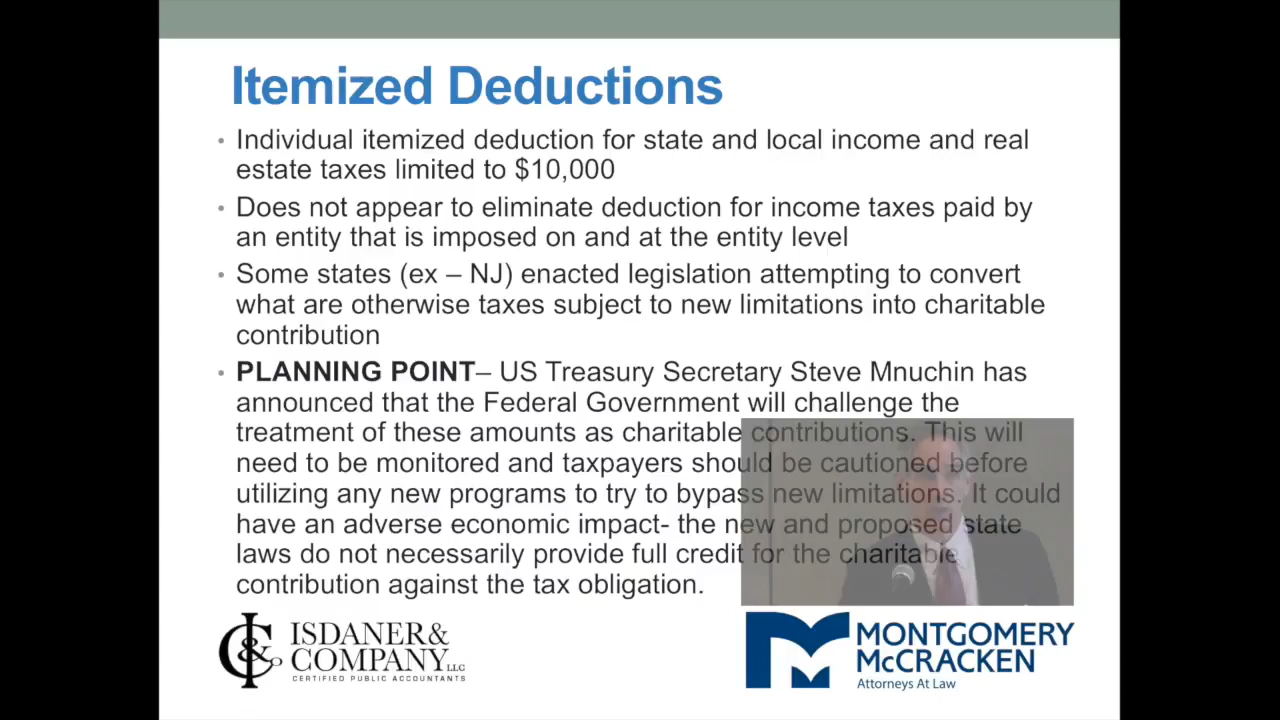 Itemized Deductions
• Individual itemized deduction for state and local income and real
estate taxes limited to $10,000
• Does not appear to eliminate deduction for income taxes paid by
an entity that is imposed on and at the entity level
• Some states (ex – NJ) enacted legislation attempting to convert
what are otherwise taxes subject to new limitations into charitable
contribution
• PLANNING POINT– US Treasury Secretary Steve Mnuchin has
announced that the Federal Government will challenge the
treatment of these amounts as charitable contributions. This will
need to be monitored and taxpayers should be cautioned before
utilizing any new programs to try to bypass new limitations. It could
have an adverse economic impact- the new and proposed state
laws do not necessarily provide full credit for the charitable
contribution against the tax obligation.
I&C
ISDANER&
COMPANY LLC
CERTIFIED PUBLIC ACCOUNTANTS
M
MONTGOMERY
McCRACKEN
Attorneys At Law